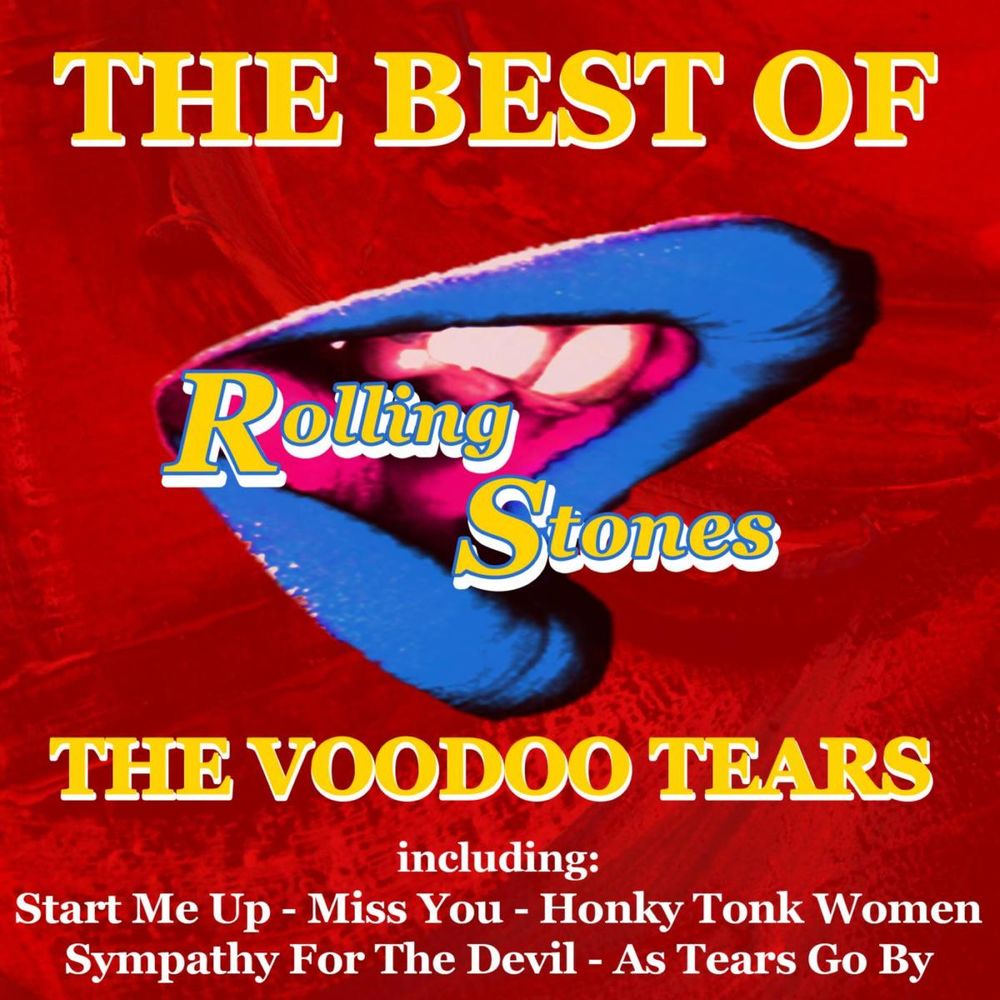 THE BEST OF
Rolling
Stones
THE VOODOO TEARS
including:
Start Me Up - Miss You - Honky Tonk Women
Sympathy For The Devil - As Tears Go By